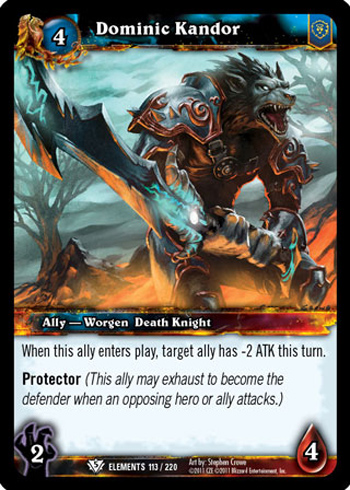 4
Dominic Kandor
Ally — Worgen Death Knight
When this ally enters play, target ally has -2 ATK this turn.
Protector (This ally may exhaust to become the
defender when an opposing hero or ally attacks.)
2
ELEMENTS 113 / 220
Art by: Stephen Crowe
©2011 CZE ©2011 Blizzard Entertainment, Inc.
4